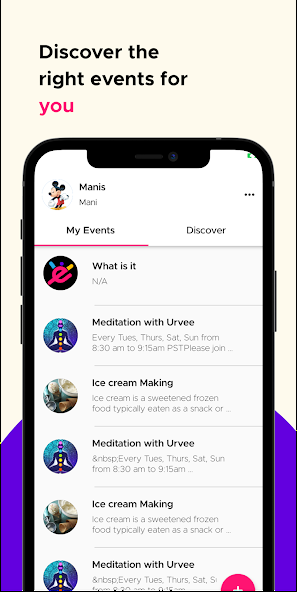 Discover the
right events for
you
Manis
Mani
My Events
Discover
What is it
N/A
Meditation with Urvee
Every Tues, Thurs, Sat, Sun from
8:30 am to 9:15am PSTPlease join ...
Ice cream Making
Ice cream is a sweetened frozen
food typically eaten as a snack or ...
Meditation with Urvee
&nbsp;Every Tues, Thurs, Sat, Sun
from 8:30 am to 9:15am ...
Ice cream Making
Ice cream is a sweetened frozen
food typically eaten as a snack or ...
Meditation with Urvee
&nbsp;Every Tues, Thurs, Sat, Sun